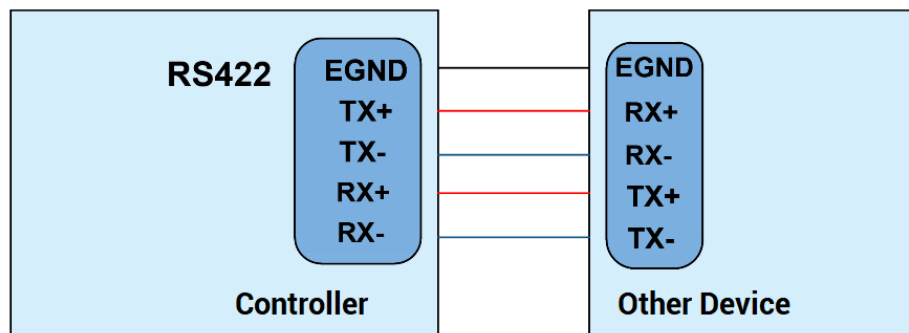 RS422
EGND
TX+
TX-
RX+
RX-
Controller
EGND
RX+
RX-
TX+
TX-
Other Device